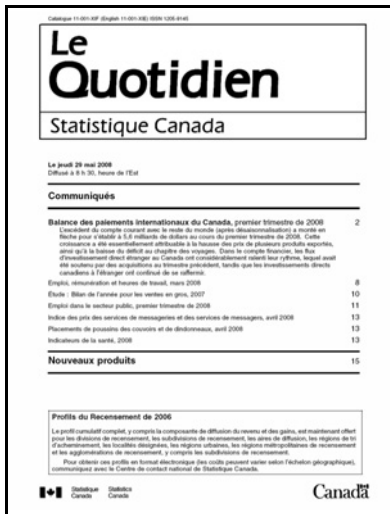 Catalogue 11-001-XIF (English 11-001-XIE) ISSN 1205-9145
Le
Quotidien
Statistique Canada
Le jeudi 29 mai 2008
Diffusé à 8 h 30, heure de l'Est
Communiqués
Balance des paiements internationaux du Canada, premier trimestre de 2008 2
L'excédent du compte courant avec le reste du monde (après désaisonnalisation) a monté en
flèche pour s'établir à 5,6 milliards de dollars au cours du premier trimestre de 2008. Cette
croissance a été essentiellement attribuable à la hausse des prix de plusieurs produits exportés,
ainsi qu'à la baisse du déficit au chapitre des voyages. Dans le compte financier, les flux
d'investissement direct étranger au Canada ont considérablement ralenti leur rythme, lequel avait
été soutenu par des acquisitions au trimestre précédent, tandis que les investissements directs
canadiens à l'étranger ont continué de se raffermir.
Emploi, rémunération et heures de travail, mars 2008 8
Étude : Bilan de l'année pour les ventes en gros, 2007 10
Emploi dans le secteur public, premier trimestre de 2008 11
Indice des prix des services de messageries et des services de messagers, avril 2008 13
Placements de poussins des couvoirs et de dindonneaux, avril 2008 13
Indicateurs de la santé, 2008 13
Nouveaux produits 15
Profils du Recensement de 2006
Le profil cumulatif complet, y compris la composante de diffusion du revenu et des gains, est maintenant offert
pour les divisions de recensement, les subdivisions de recensement, les aires de diffusion, les régions de tri
d'acheminement, les localités désignées, les régions urbaines, les régions métropolitaines de recensement
et les agglomérations de recensement, y compris les subdivisions de recensement.
Pour obtenir ces profils en format électronique (les coûts peuvent varier selon l'échelon géographique),
communiquez avec le Centre de contact national de Statistique Canada.
Statistique Canada Statistics Canada
Canada